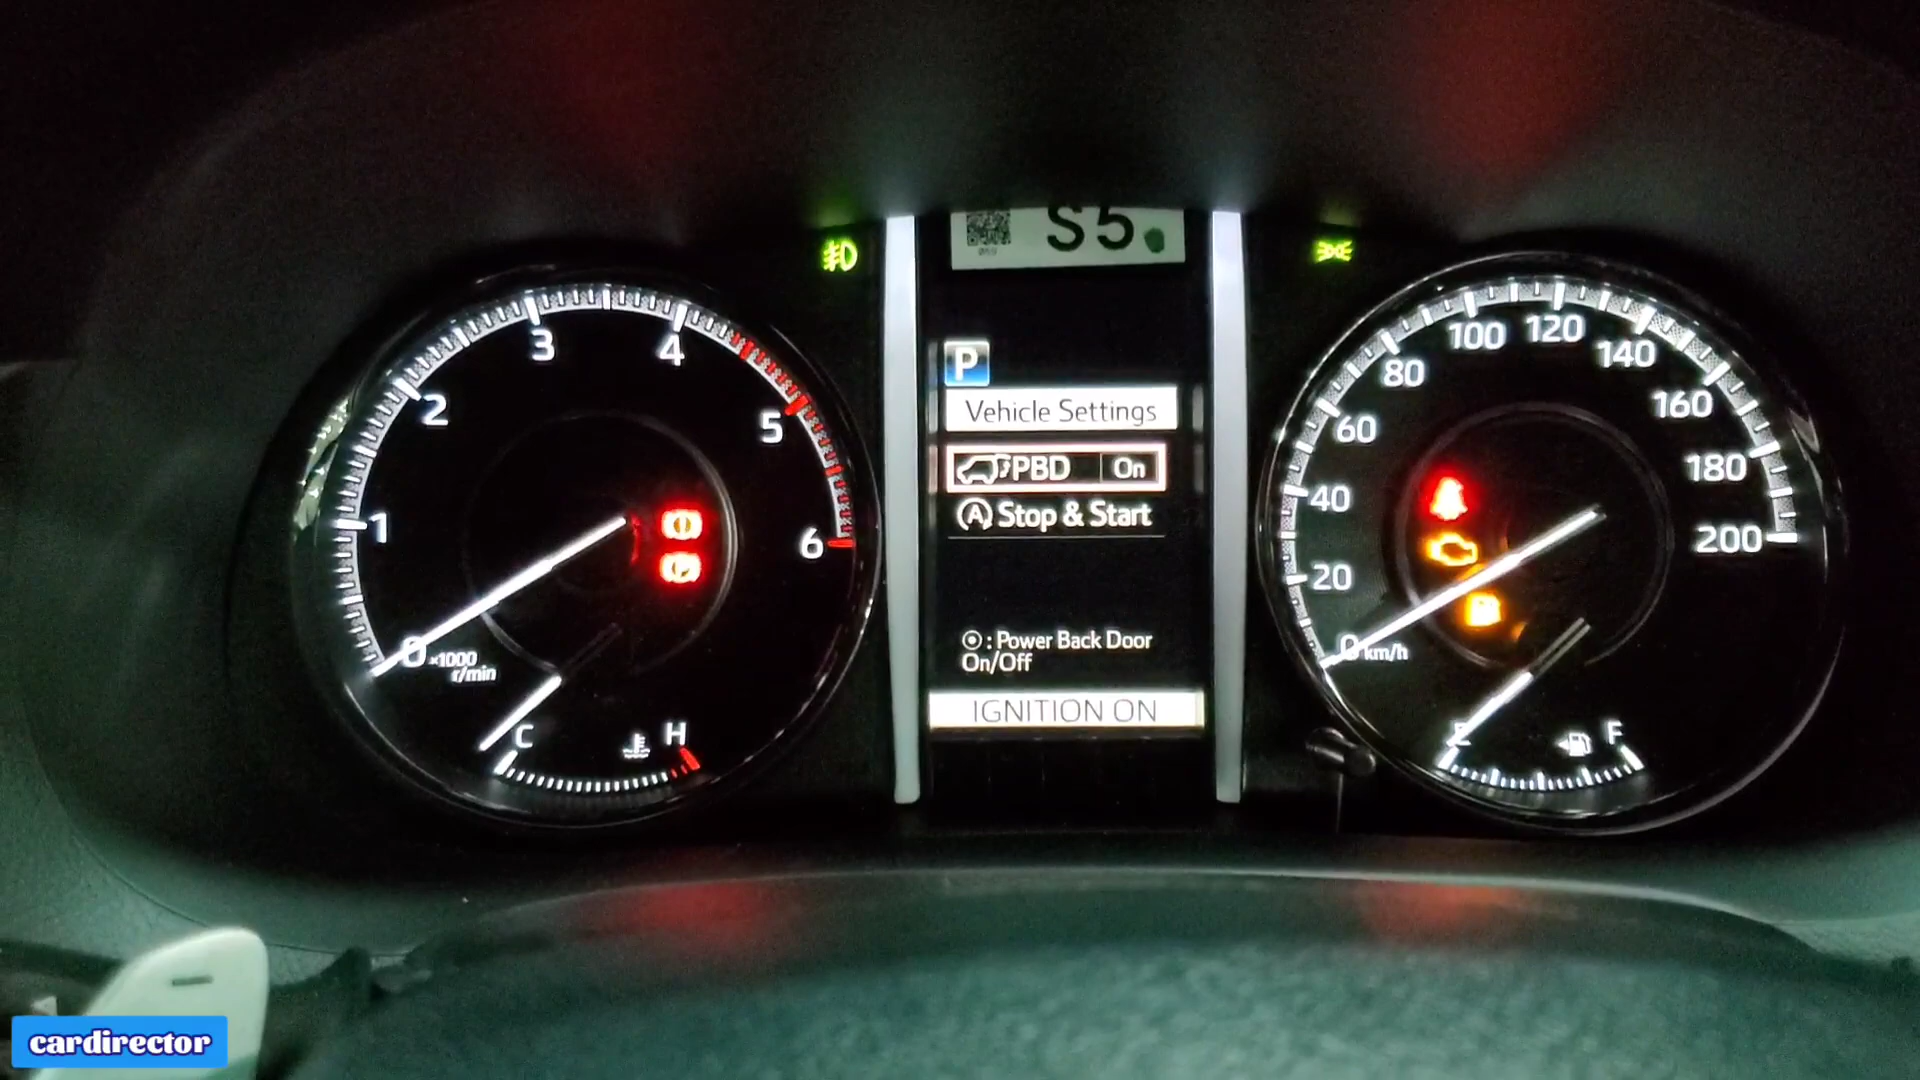 S5
P
Vehicle Settings
PBD On
Stop & Start
: Power Back Door
On/Off
IGNITION ON
0 1 2 3 4 5 6
×1000
r/min
C H
0 20 40 60 80 100 120 140 160 180 200
km/h
E F
cardirector